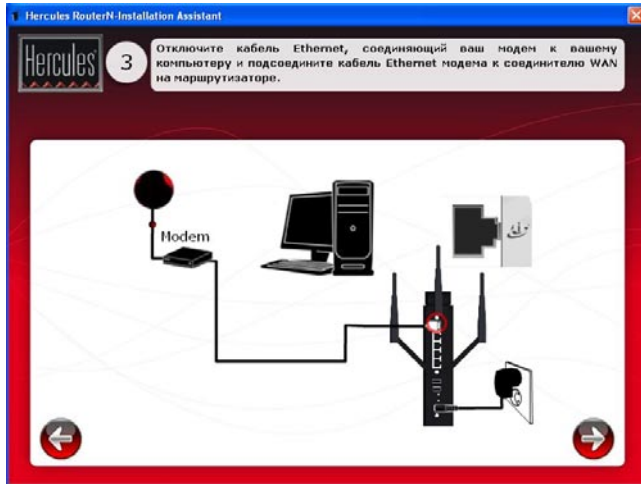 Hercules RouterN-Installation Assistant
Hercules
3
Отключите кабель Ethernet, соединяющий ваш модем к вашему
компьютеру и подсоедините кабель Ethernet модема к соединителю WAN
на маршрутизаторе.
Modem